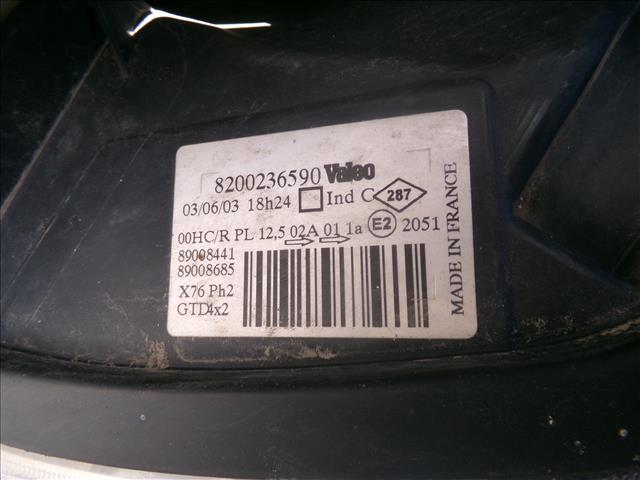 8200236590 Valeo
03/06/03 18h24 Ind C 287
00HC/R PL 12,5 02A 01 1a E2 2051
89008441
89008685
X76 Ph2
GTD4x2
MADE IN FRANCE